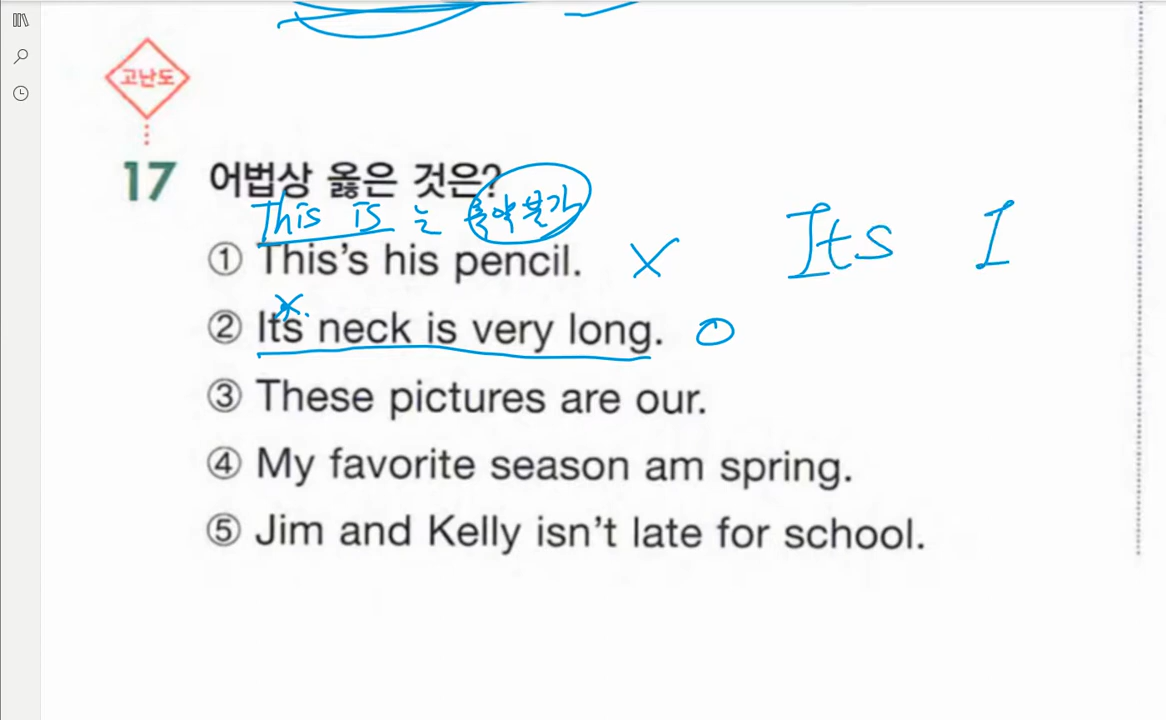 고난도
17 어법상 옳은 것은?
This is 는 축약불가
① This's his pencil. X Its I
② Its neck is very long. O
③ These pictures are our.
④ My favorite season am spring.
⑤ Jim and Kelly isn't late for school.